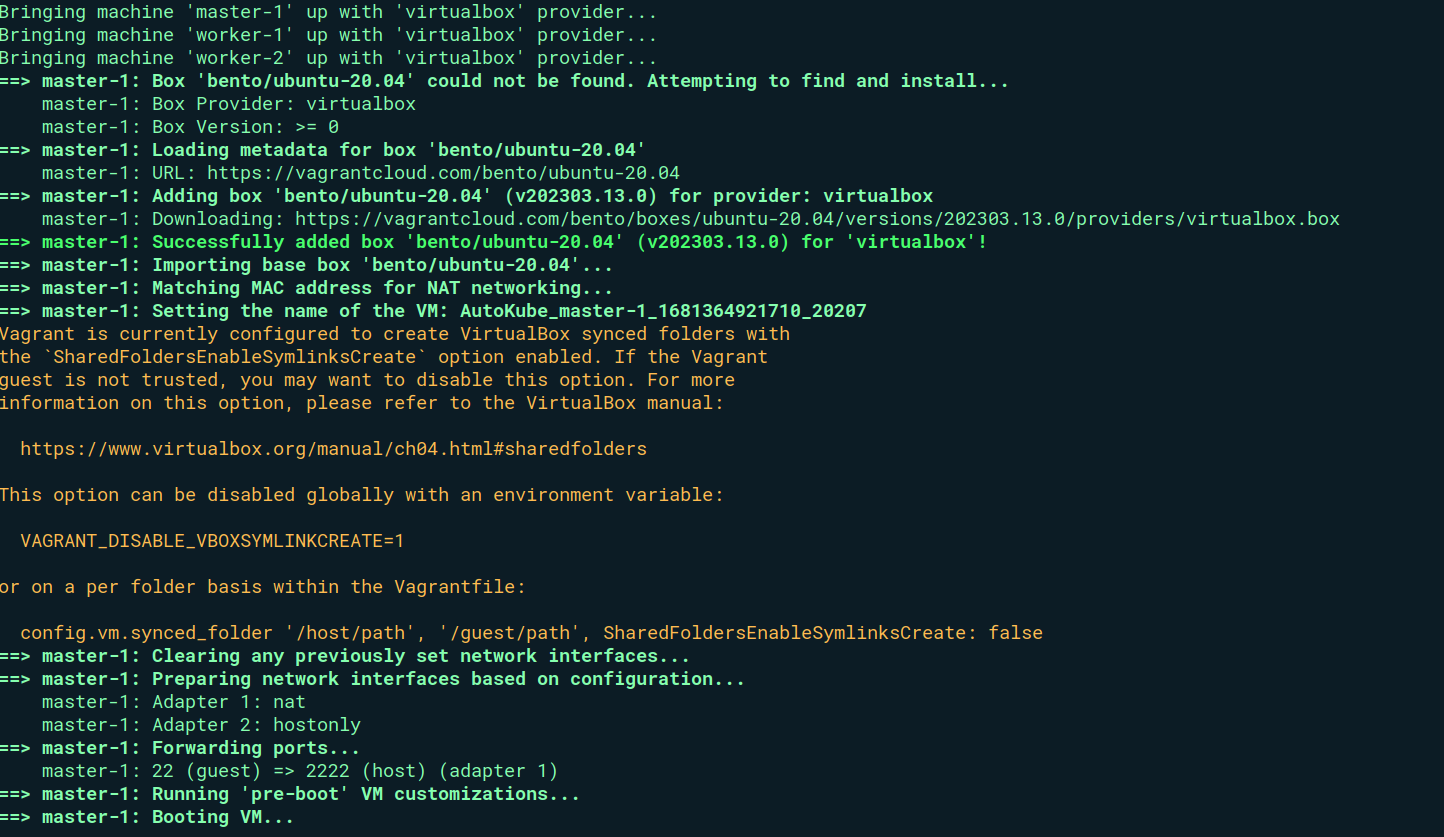 Bringing machine 'master-1' up with 'virtualbox' provider...
Bringing machine 'worker-1' up with 'virtualbox' provider...
Bringing machine 'worker-2' up with 'virtualbox' provider...
==> master-1: Box 'bento/ubuntu-20.04' could not be found. Attempting to find and install...
    master-1: Box Provider: virtualbox
    master-1: Box Version: >= 0
==> master-1: Loading metadata for box 'bento/ubuntu-20.04'
    master-1: URL: https://vagrantcloud.com/bento/ubuntu-20.04
==> master-1: Adding box 'bento/ubuntu-20.04' (v202303.13.0) for provider: virtualbox
    master-1: Downloading: https://vagrantcloud.com/bento/boxes/ubuntu-20.04/versions/202303.13.0/providers/virtualbox.box
==> master-1: Successfully added box 'bento/ubuntu-20.04' (v202303.13.0) for 'virtualbox'!
==> master-1: Importing base box 'bento/ubuntu-20.04'...
==> master-1: Matching MAC address for NAT networking...
==> master-1: Setting the name of the VM: AutoKube_master-1_1681364921710_20207
Vagrant is currently configured to create VirtualBox synced folders with
the `SharedFoldersEnableSymlinksCreate` option enabled. If the Vagrant
guest is not trusted, you may want to disable this option. For more
information on this option, please refer to the VirtualBox manual:
  https://www.virtualbox.org/manual/ch04.html#sharedfolders
This option can be disabled globally with an environment variable:
  VAGRANT_DISABLE_VBOXSYMLINKCREATE=1
or on a per folder basis within the Vagrantfile:
  config.vm.synced_folder '/host/path', '/guest/path', SharedFoldersEnableSymlinksCreate: false
==> master-1: Clearing any previously set network interfaces...
==> master-1: Preparing network interfaces based on configuration...
    master-1: Adapter 1: nat
    master-1: Adapter 2: hostonly
==> master-1: Forwarding ports...
    master-1: 22 (guest) => 2222 (host) (adapter 1)
==> master-1: Running 'pre-boot' VM customizations...
==> master-1: Booting VM...